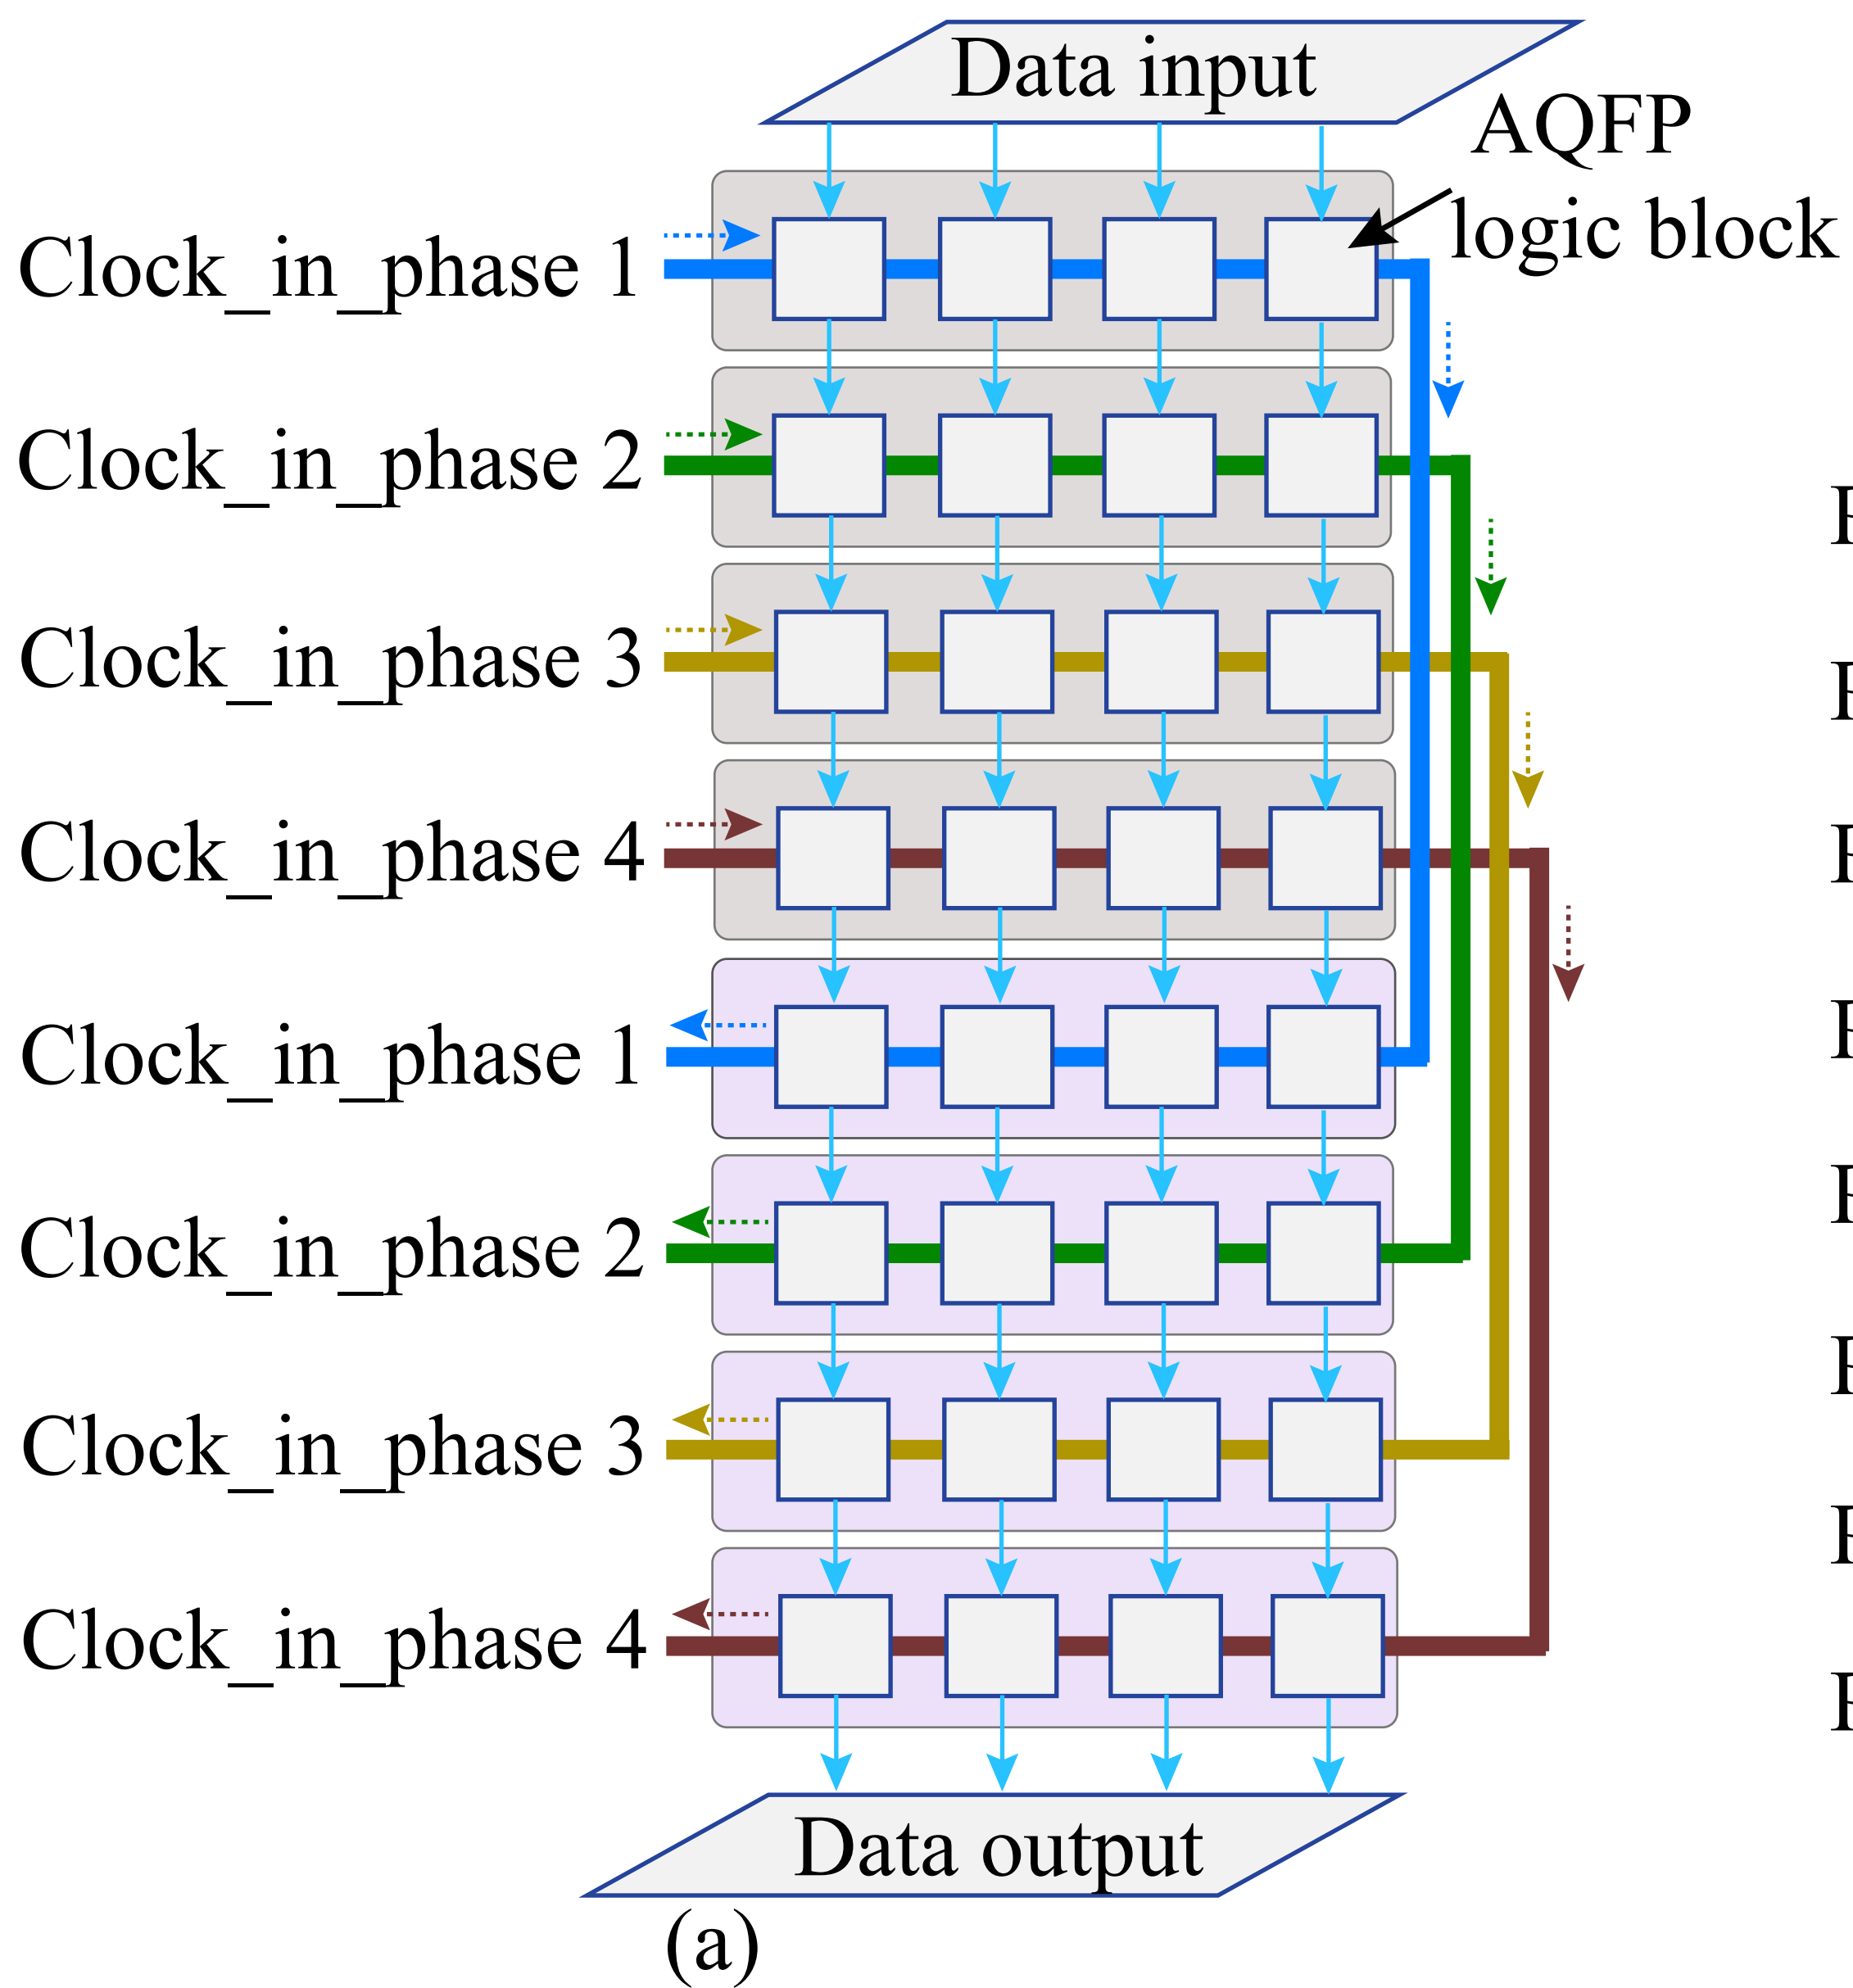 Data input
AQFP
logic block
Clock_in_phase 1
Clock_in_phase 2
Clock_in_phase 3
Clock_in_phase 4
Clock_in_phase 1
Clock_in_phase 2
Clock_in_phase 3
Clock_in_phase 4
Data output
(a)